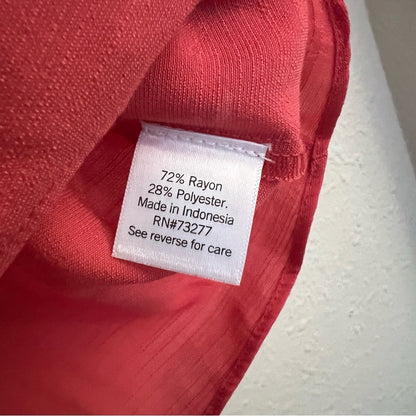 72% Rayon
28% Polyester.
Made in Indonesia
RN#73277
See reverse for care